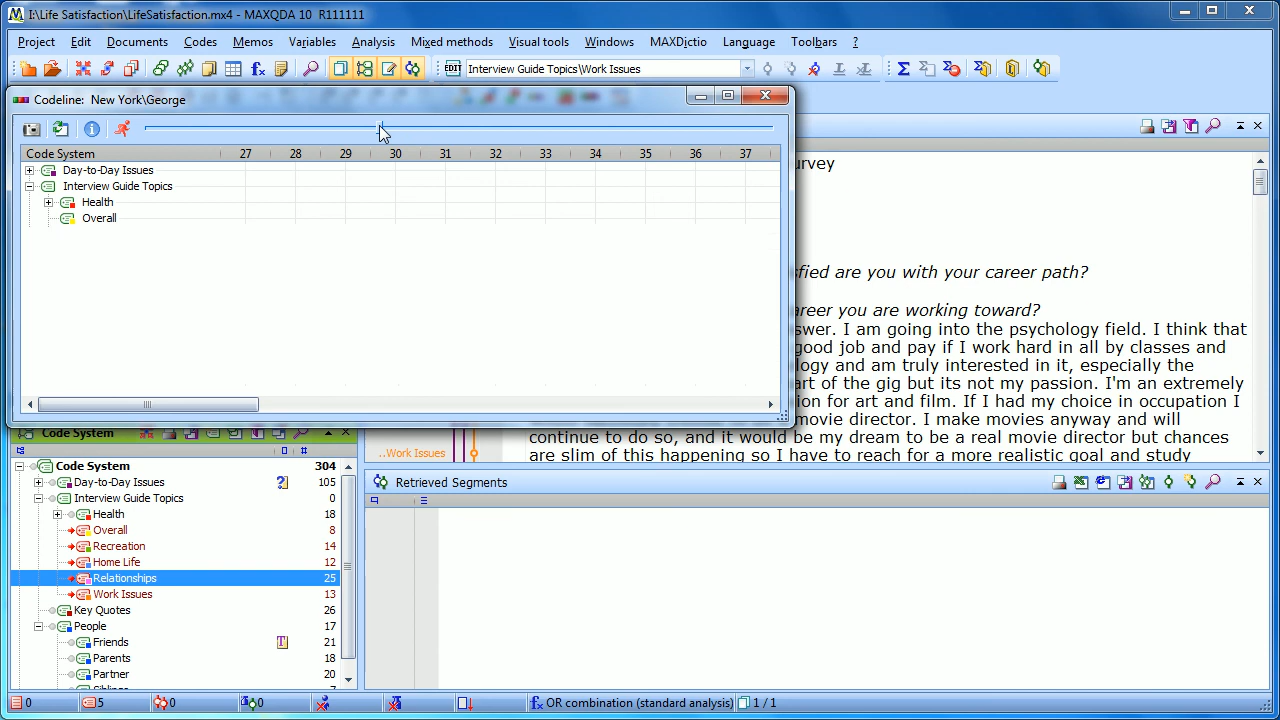 I:\Life Satisfaction\LifeSatisfaction.mx4 - MAXQDA 10 R111111
Project Edit Documents Codes Memos Variables Analysis Mixed methods Visual tools Windows MAXDictio Language Toolbars ?
EDIT Interview Guide Topics\Work Issues
Codeline: New York\George
Code System 27 28 29 30 31 32 33 34 35 36 37
Day-to-Day Issues
Interview Guide Topics
Health
Overall
urvey
sfied are you with your career path?
areer you are working toward?
swer. I am going into the psychology field. I think that
good job and pay if I work hard in all by classes and
logy and am truly interested in it, especially the
art of the gig but its not my passion. I'm an extremely
ion for art and film. If I had my choice in occupation I
movie director. I make movies anyway and will
continue to do so, and it would be my dream to be a real movie director but chances
are slim of this happening so I have to reach for a more realistic goal and study
..Work Issues
Code System
Code System 304
Day-to-Day Issues 105
Interview Guide Topics 0
Health 18
Overall 8
Recreation 14
Home Life 12
Relationships 25
Work Issues 13
Key Quotes 26
People 17
Friends 21
Parents 18
Partner 20
Retrieved Segments
0 5 0 0 OR combination (standard analysis) 1 / 1